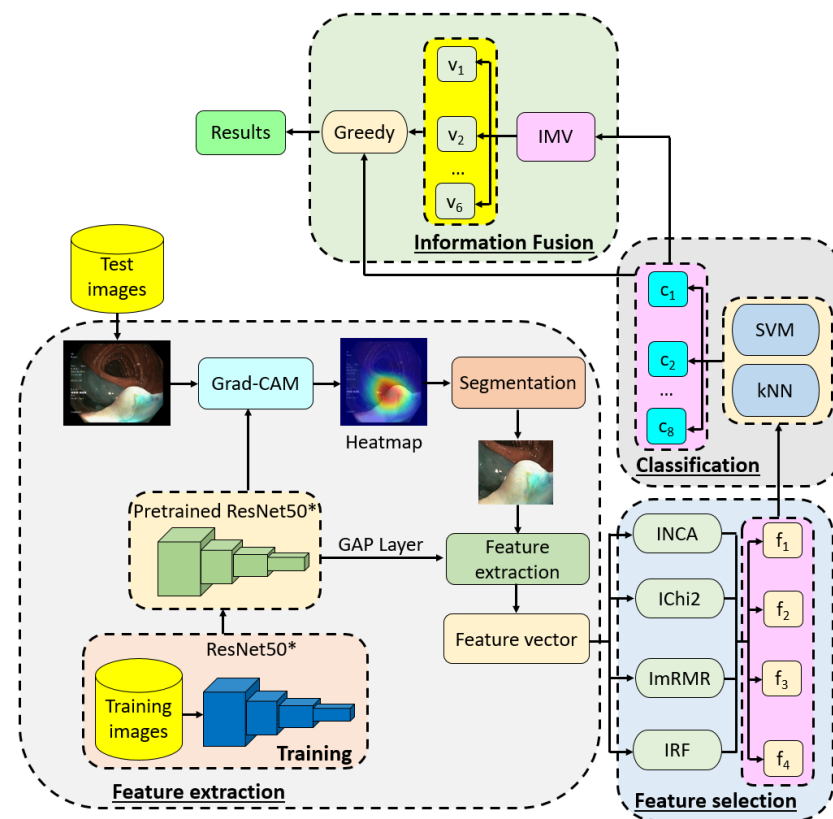 v1
v2
...
v6
Results
Greedy
IMV
Information Fusion
Test
images
Grad-CAM
Heatmap
Segmentation
c1
c2
...
c8
SVM
kNN
Classification
Pretrained ResNet50*
GAP Layer
Feature
extraction
Feature vector
ResNet50*
Training
images
Training
Feature extraction
INCA
IChi2
ImRMR
IRF
f1
f2
f3
f4
Feature selection